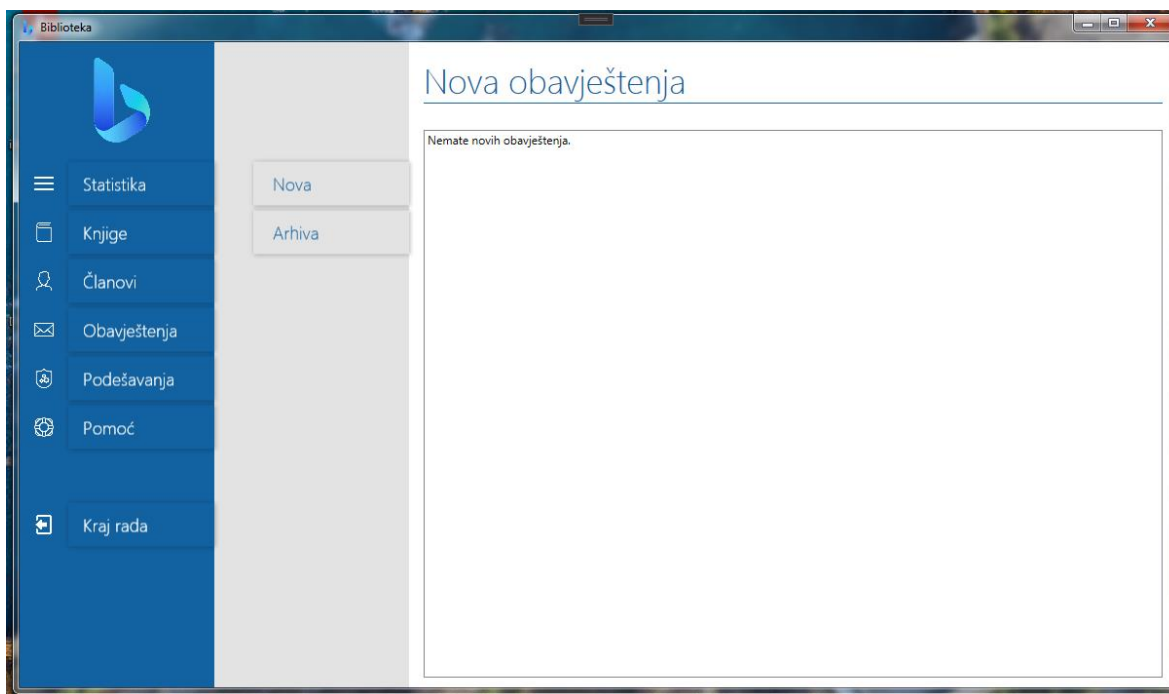 Biblioteka
Statistika
Knjige
Članovi
Obavještenja
Podešavanja
Pomoć
Kraj rada
Nova
Arhiva
Nova obavještenja
Nemate novih obavještenja.